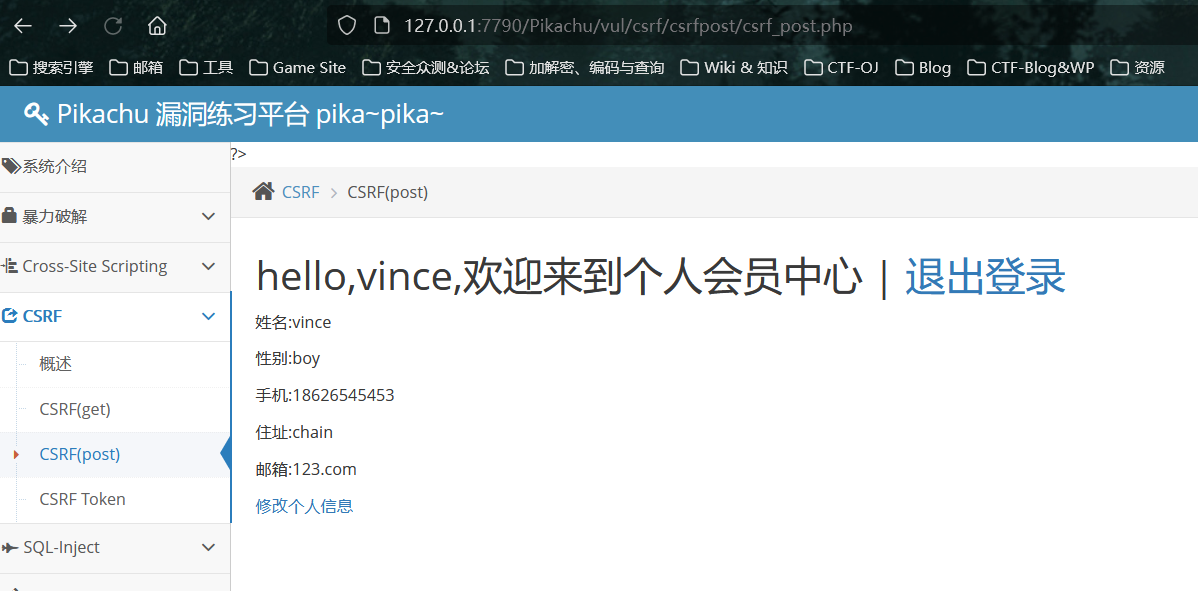 127.0.0.1:7790/Pikachu/vul/csrf/csrfpost/csrf_post.php
搜索引擎 邮箱 工具 Game Site 安全众测&论坛 加解密、编码与查询 Wiki & 知识 CTF-OJ Blog CTF-Blog&WP 资源
Pikachu 漏洞练习平台 pika~pika~
系统介绍
暴力破解
Cross-Site Scripting
CSRF
概述
CSRF(get)
CSRF(post)
CSRF Token
SQL-Inject
?>
CSRF > CSRF(post)
hello,vince,欢迎来到个人会员中心 | 退出登录
姓名:vince
性别:boy
手机:18626545453
住址:chain
邮箱:123.com
修改个人信息